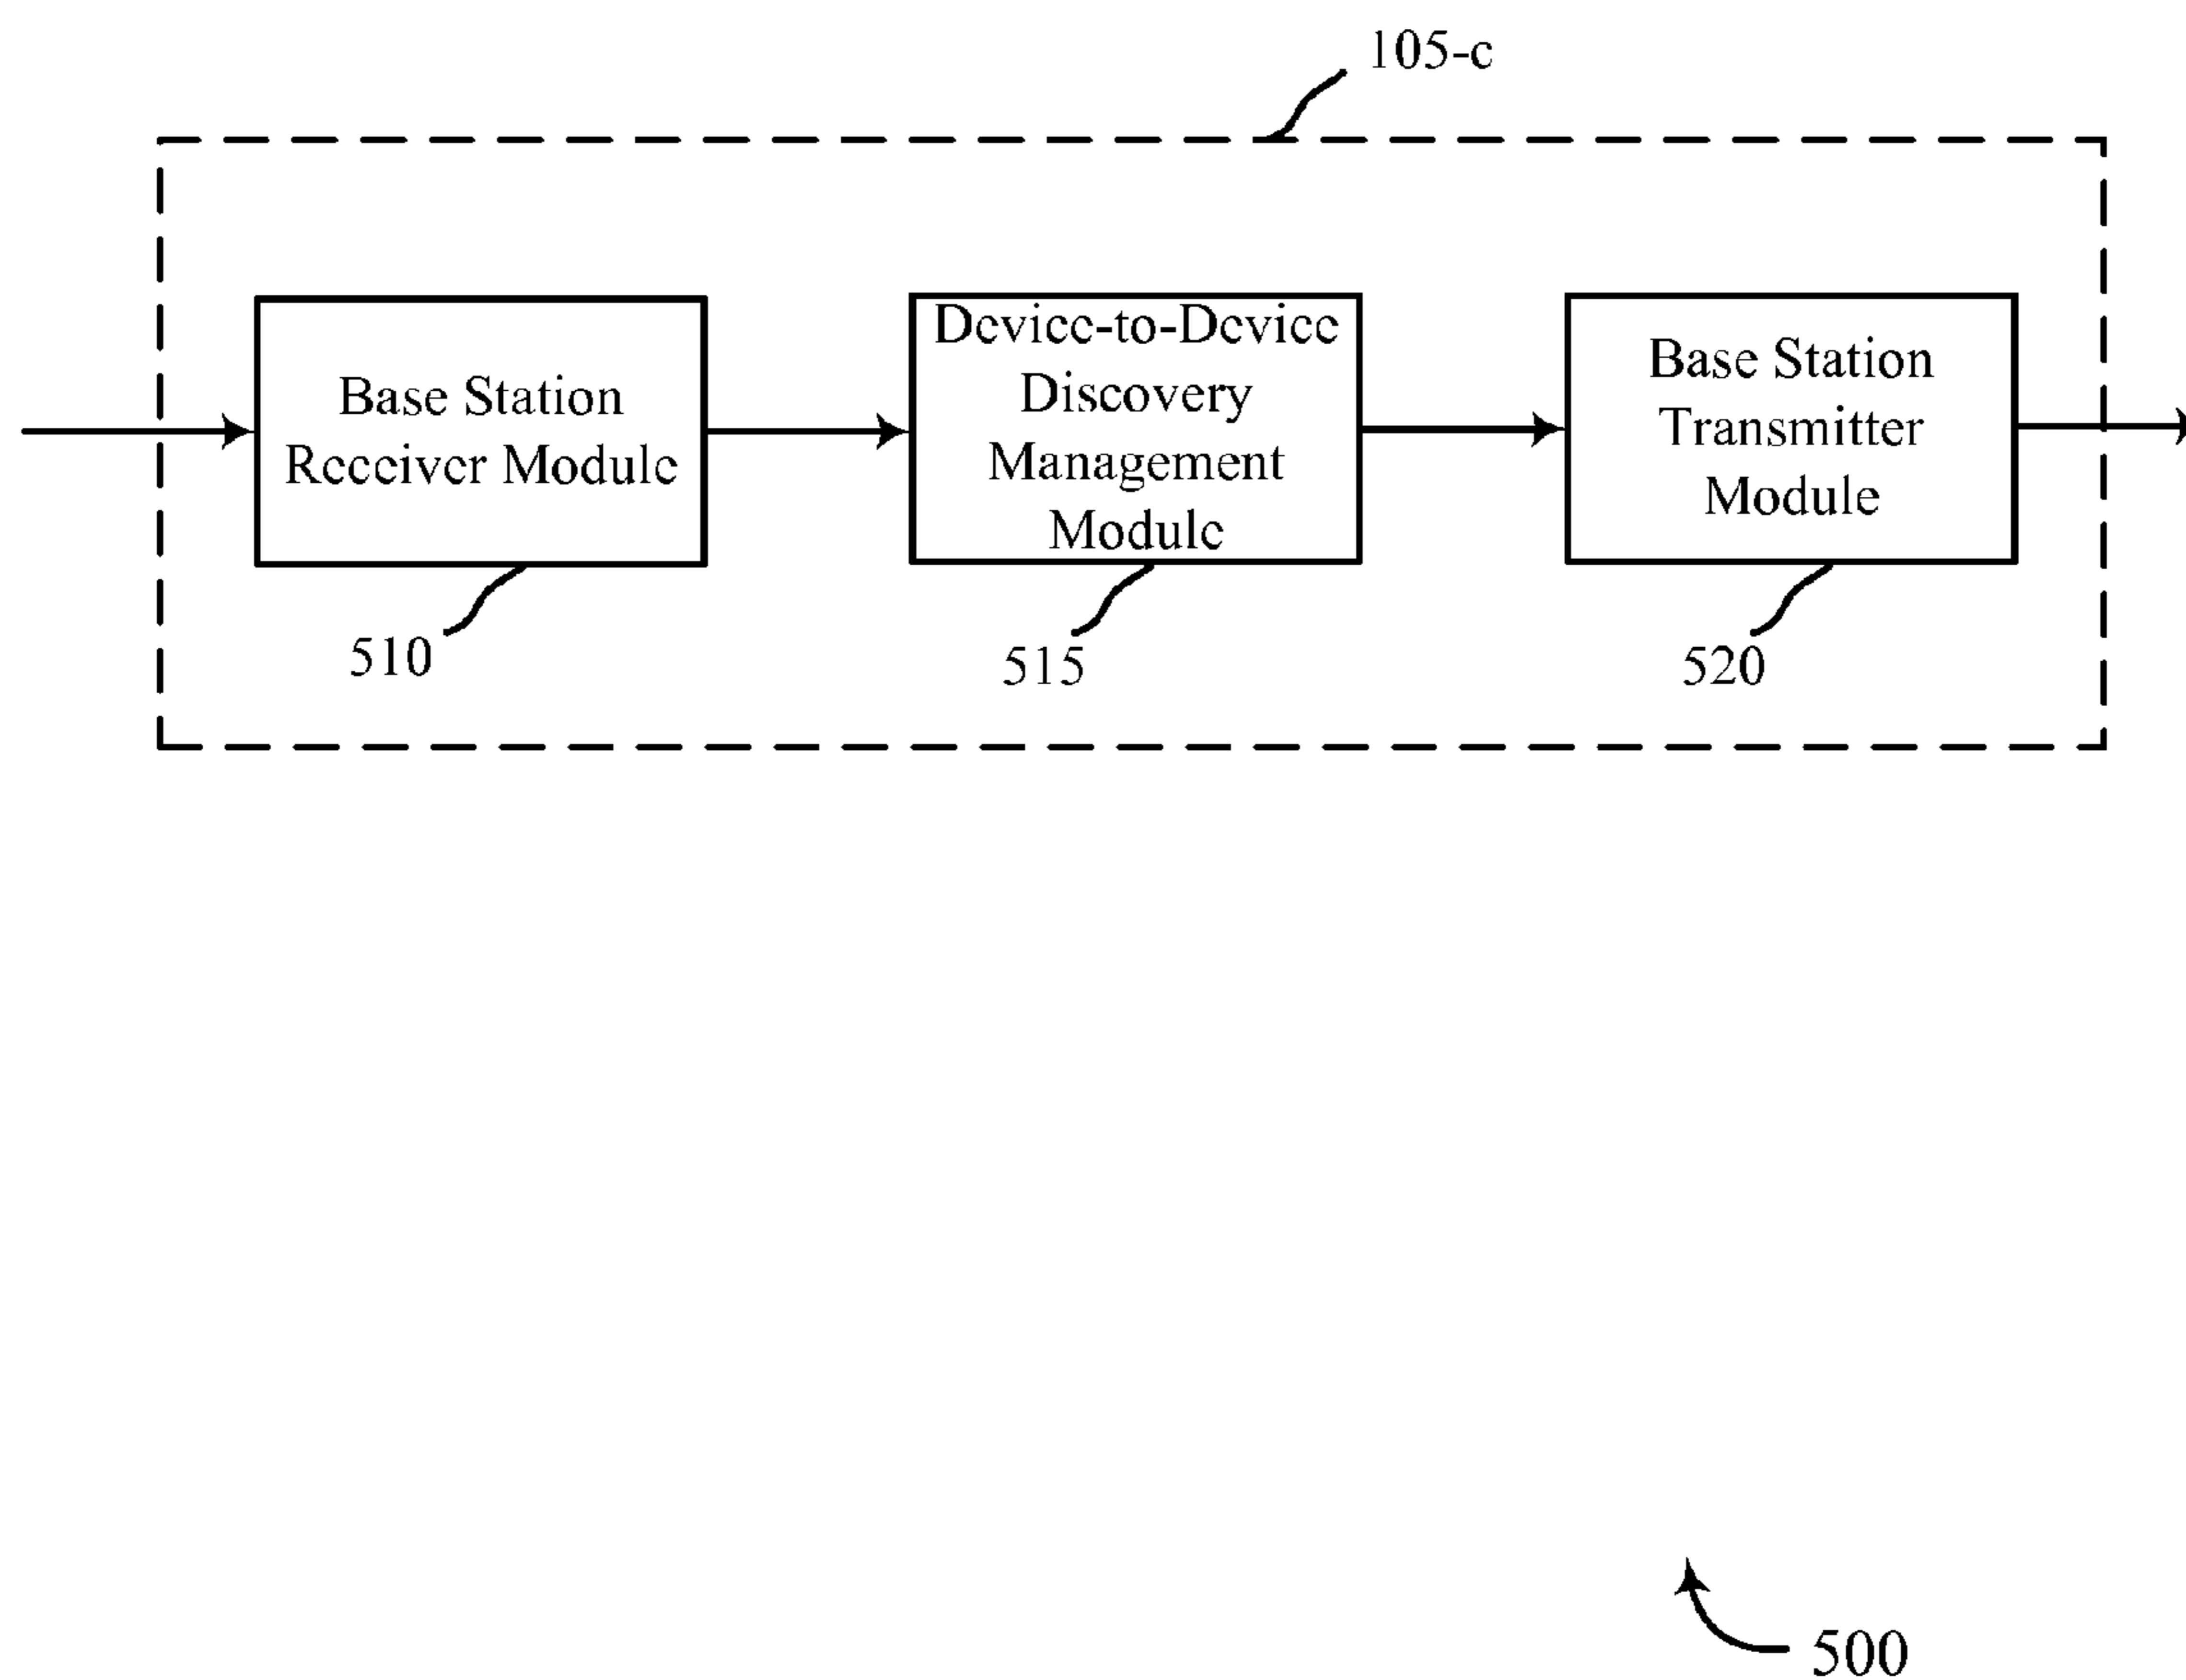 105-c
Base Station
Receiver Module
510
Device-to-Device
Discovery
Management
Module
515
Base Station
Transmitter
Module
520
500